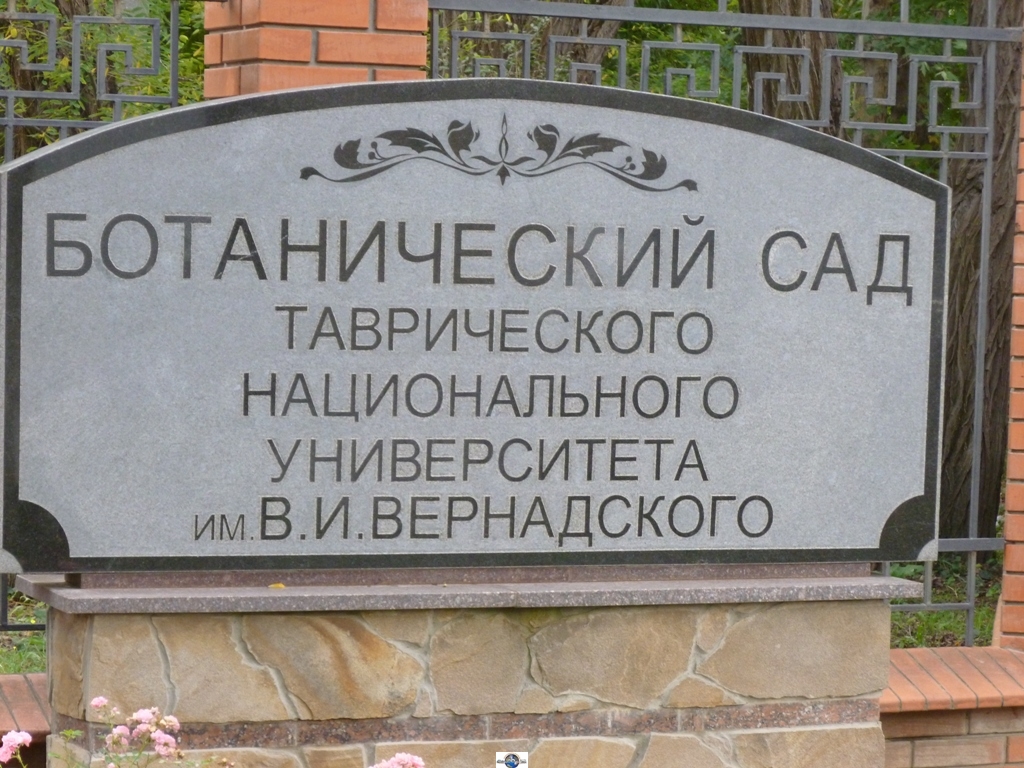 БОТАНИЧЕСКИЙ САД
ТАВРИЧЕСКОГО
НАЦИОНАЛЬНОГО
УНИВЕРСИТЕТА
ИМ. В.И.ВЕРНАДСКОГО